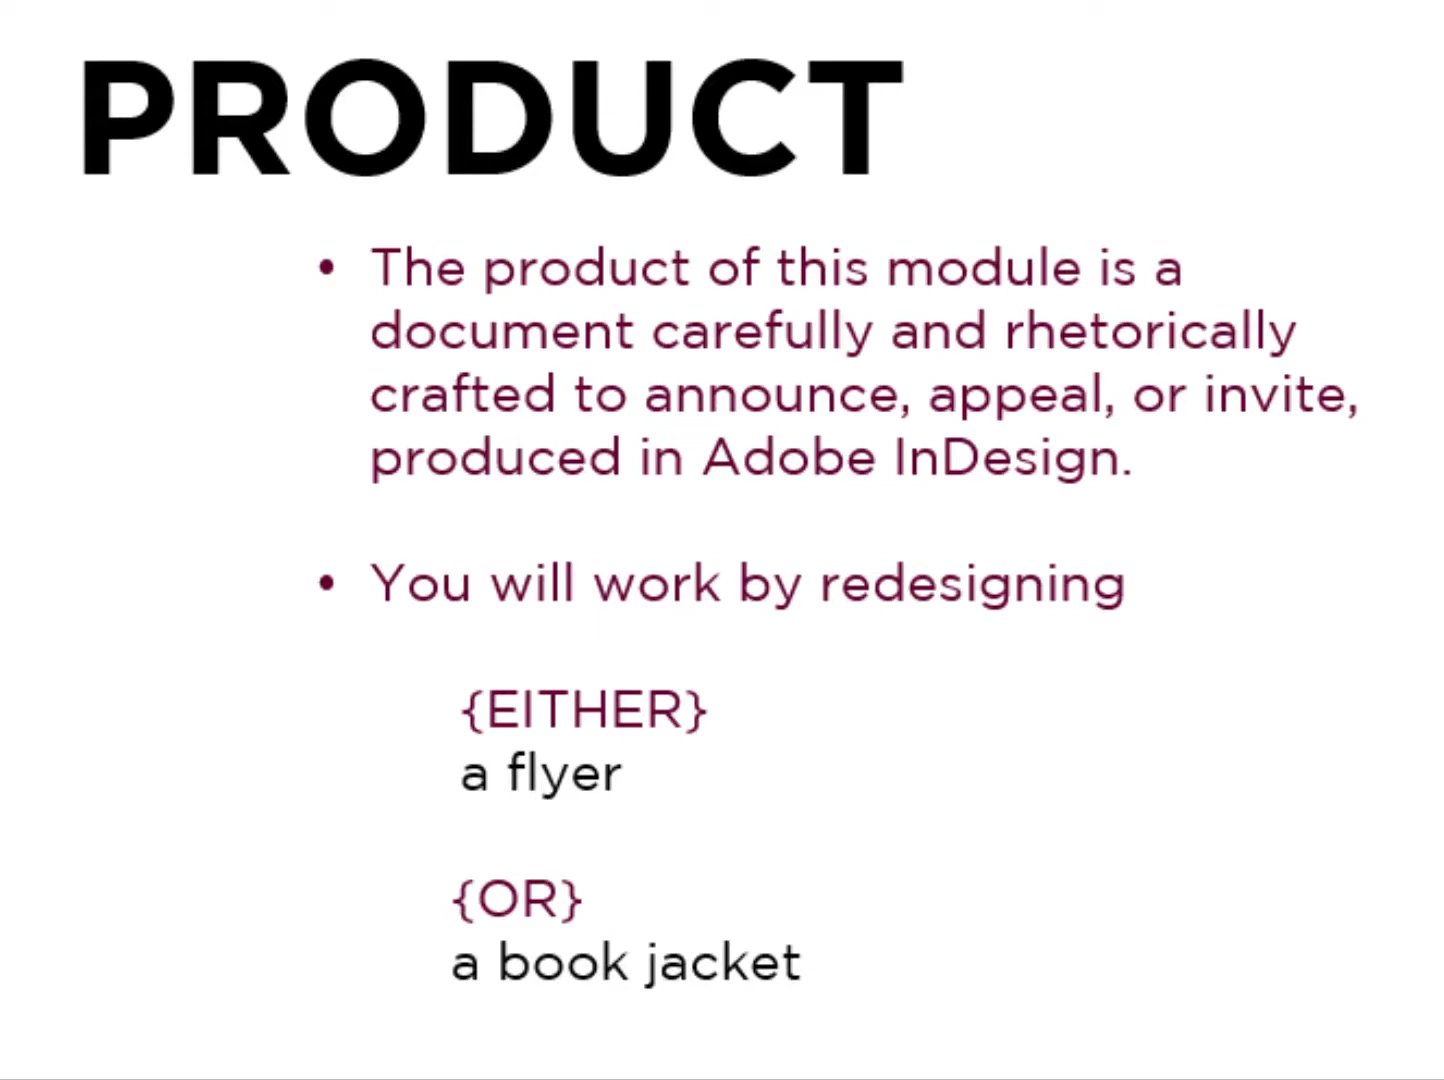 PRODUCT
• The product of this module is a
document carefully and rhetorically
crafted to announce, appeal, or invite,
produced in Adobe InDesign.
• You will work by redesigning
{EITHER}
a flyer
{OR}
a book jacket